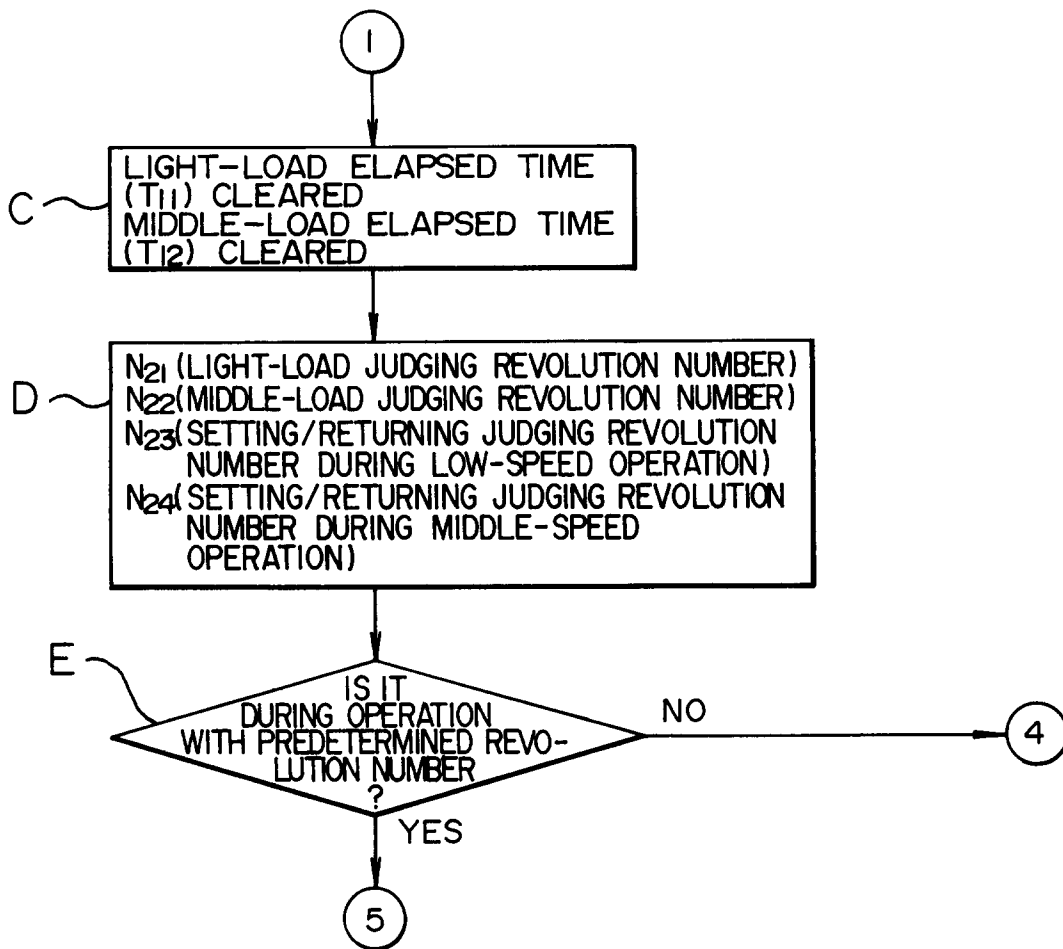 1
C
LIGHT-LOAD ELAPSED TIME
(T11) CLEARED
MIDDLE-LOAD ELAPSED TIME
(T12) CLEARED
D
N21 (LIGHT-LOAD JUDGING REVOLUTION NUMBER)
N22 (MIDDLE-LOAD JUDGING REVOLUTION NUMBER)
N23 (SETTING/RETURNING JUDGING REVOLUTION
NUMBER DURING LOW-SPEED OPERATION)
N24 (SETTING/RETURNING JUDGING REVOLUTION
NUMBER DURING MIDDLE-SPEED
OPERATION)
E
IS IT
DURING OPERATION
WITH PREDETERMINED REVO-
LUTION NUMBER
?
NO
4
YES
5